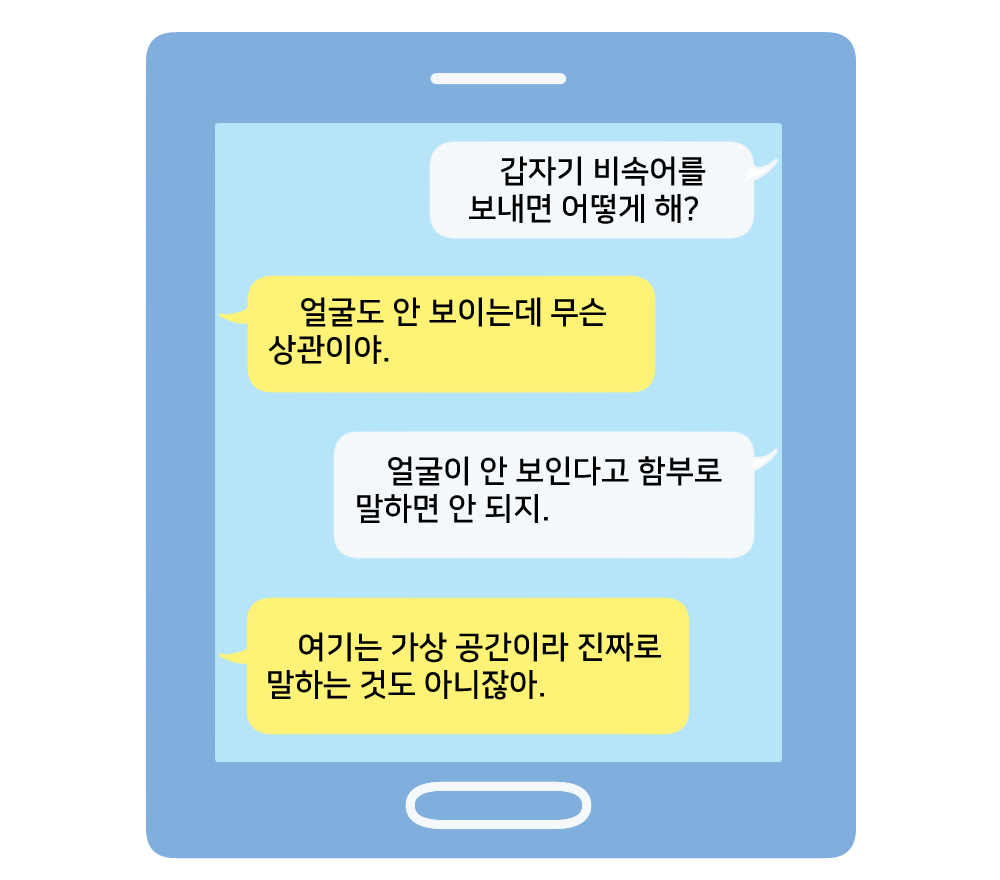 갑자기 비속어를
보내면 어떻게 해?
얼굴도 안 보이는데 무슨
상관이야.
얼굴이 안 보인다고 함부로
말하면 안 되지.
여기는 가상 공간이라 진짜로
말하는 것도 아니잖아.